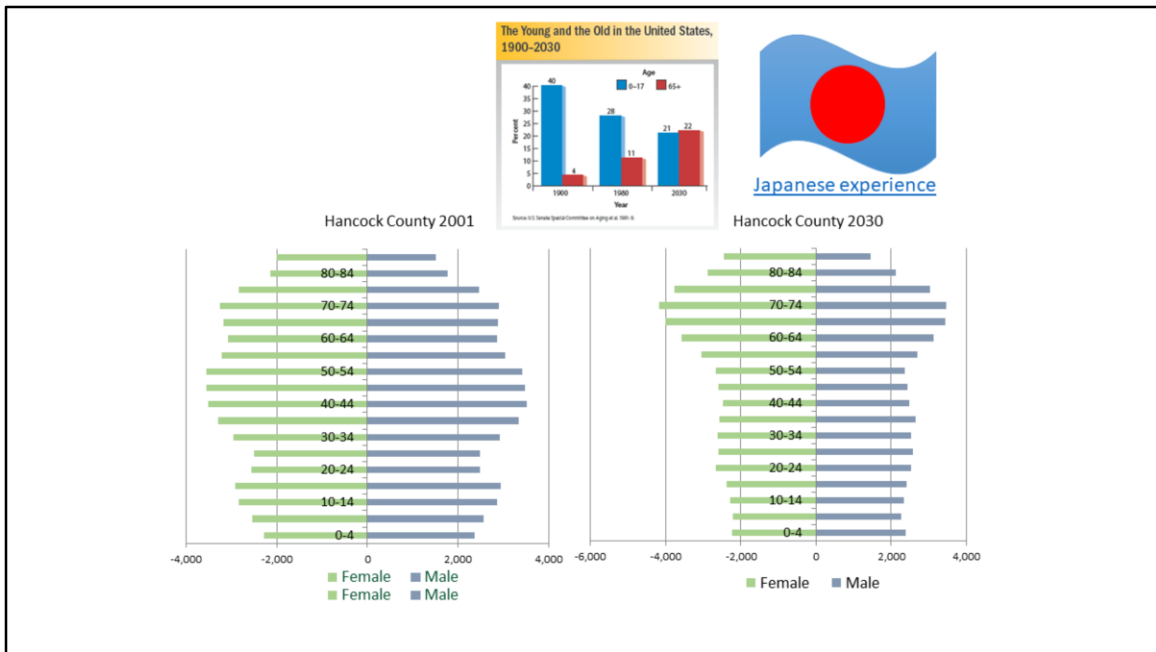 The Young and the Old in the United States,
1900–2030
Age
0–17 65+
Percent
40
35
30
25
20
15
10
5
0
40
4
28
11
21 22
1900 1980 2030
Year
Japanese experience
Hancock County 2001
80-84
70-74
60-64
50-54
40-44
30-34
20-24
10-14
0-4
-4,000 -2,000 0 2,000 4,000
Female Male
Female Male
Hancock County 2030
80-84
70-74
60-64
50-54
40-44
30-34
20-24
10-14
0-4
-6,000 -4,000 -2,000 0 2,000 4,000
Female Male